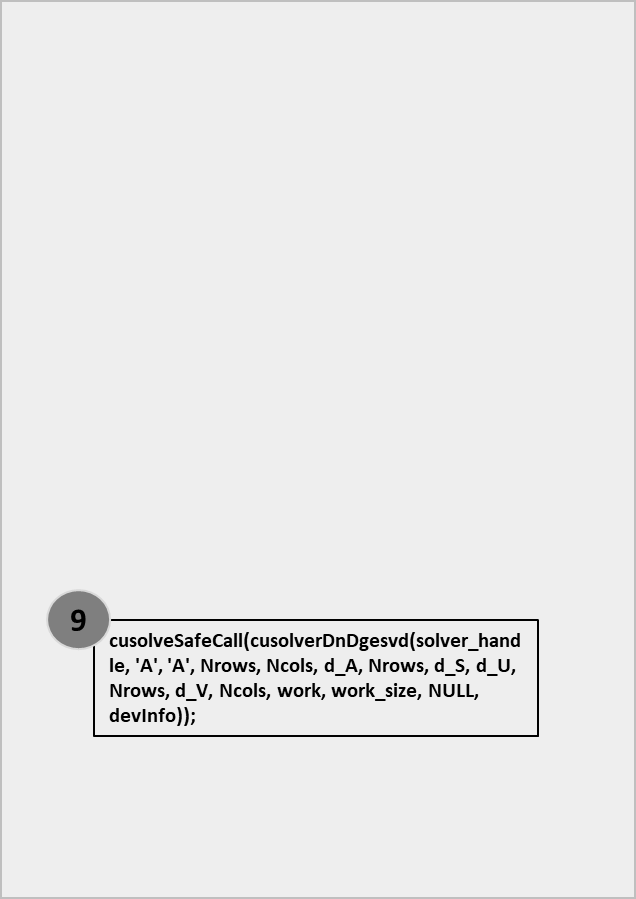 9
cusolveSafeCall(cusolverDnDgesvd(solver_hand
le, 'A', 'A', Nrows, Ncols, d_A, Nrows, d_S, d_U,
Nrows, d_V, Ncols, work, work_size, NULL,
devInfo));